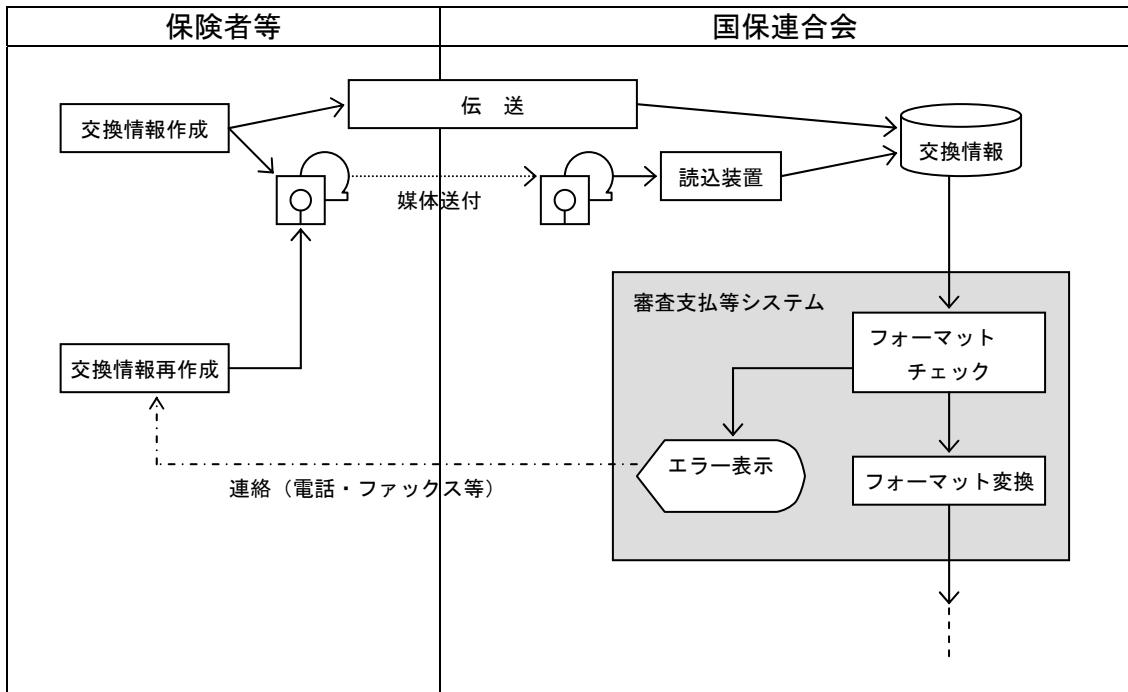 保険者等
国保連合会
伝　送
交換情報作成
交換情報
読込装置
媒体送付
審査支払等システム
フォーマット
チェック
交換情報再作成
エラー表示
フォーマット変換
連絡（電話・ファックス等）